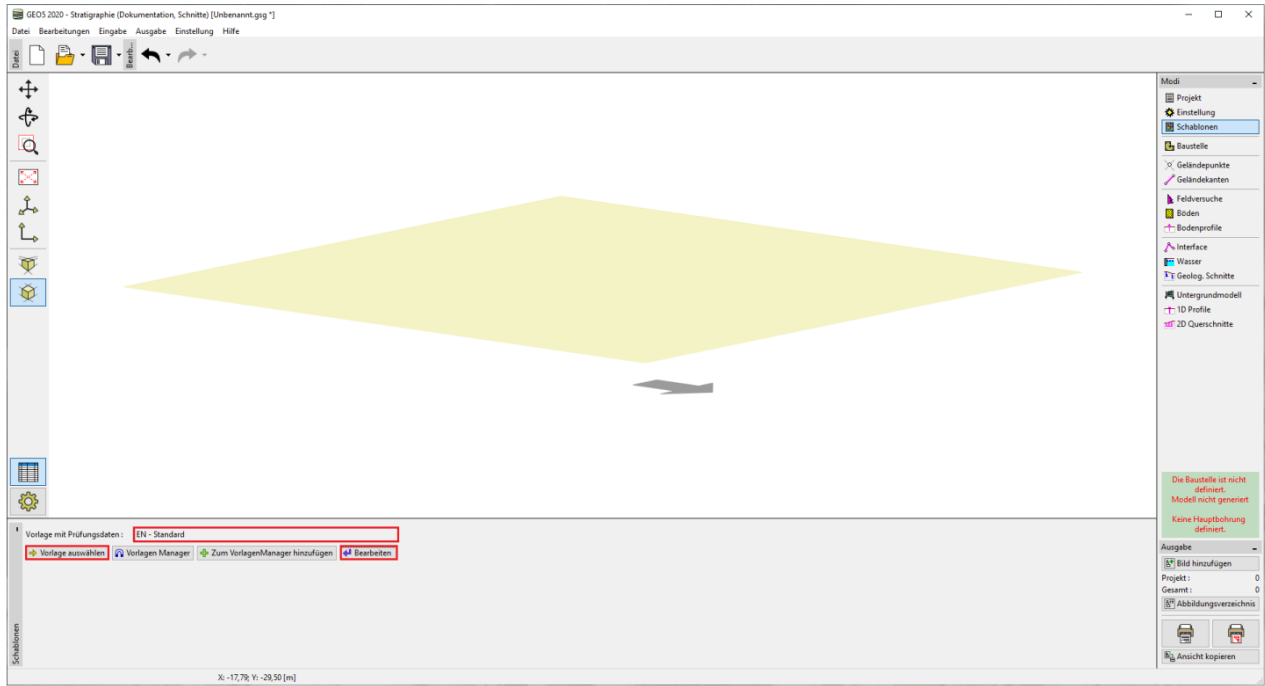 GEO5 2020 - Stratigraphie (Dokumentation, Schnitte) [Unbenannt.gsg *]
Datei Bearbeitungen Eingabe Ausgabe Einstellung Hilfe
Datei
Bearb...
Modi
Projekt
Einstellung
Schablonen
Baustelle
Geländepunkte
Geländekanten
Feldversuche
Böden
Bodenprofile
Interface
Wasser
Geolog. Schnitte
Untergrundmodell
1D Profile
2D Querschnitte
Die Baustelle ist nicht
definiert.
Modell nicht generiert
Keine Hauptbohrung
definiert.
Vorlage mit Prüfungsdaten : EN - Standard
Vorlage auswählen Vorlagen Manager Zum VorlagenManager hinzufügen Bearbeiten
Schablonen
Ausgabe
Bild hinzufügen
Projekt : 0
Gesamt : 0
Abbildungsverzeichnis
Ansicht kopieren
X: -17,79; Y: -29,50 [m]